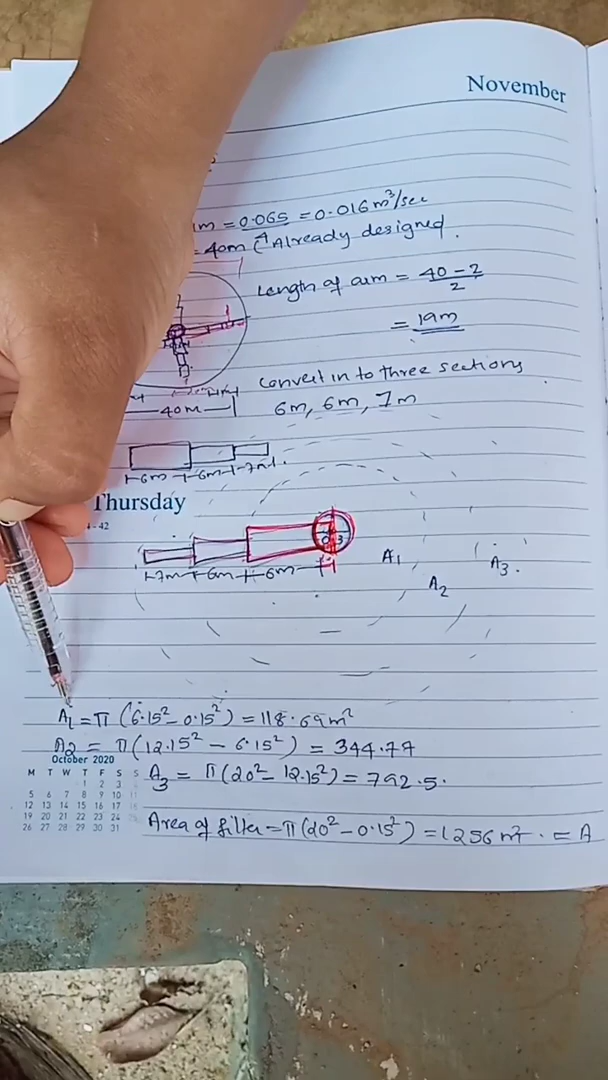 November
= 0.065 = 0.016 m³/sec
4
= 40m (Already designed.
Length of arm = 40 - 2
2
= 19m
Convert in to three sections
6m, 6m, 7m
40m
6m 6m 7m
Thursday
- 42
7m 6m 6m
A1 A2 A3.
A1 = π (6.15² - 0.15²) = 118.69m²
A2 = π(12.15² - 6.15²) = 344.77
October 2020
M T W T F S S
1 2 3
5 6 7 8 9 10
12 13 14 15 16 17
19 20 21 22 23 24
26 27 28 29 30 31
A3 = π(20² - 12.15²) = 792.5.
Area of filter = π(20² - 0.15²) = 1256 m². = A